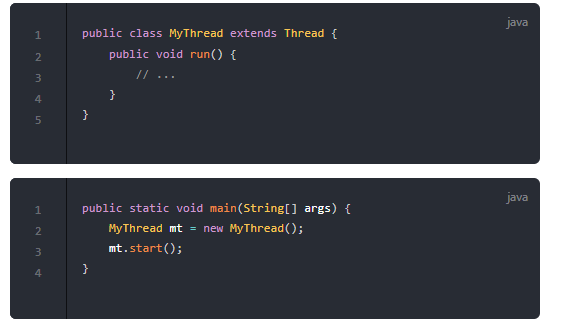 java
1 public class MyThread extends Thread {
2 public void run() {
3 // ...
4 }
5 }
java
1 public static void main(String[] args) {
2 MyThread mt = new MyThread();
3 mt.start();
4 }